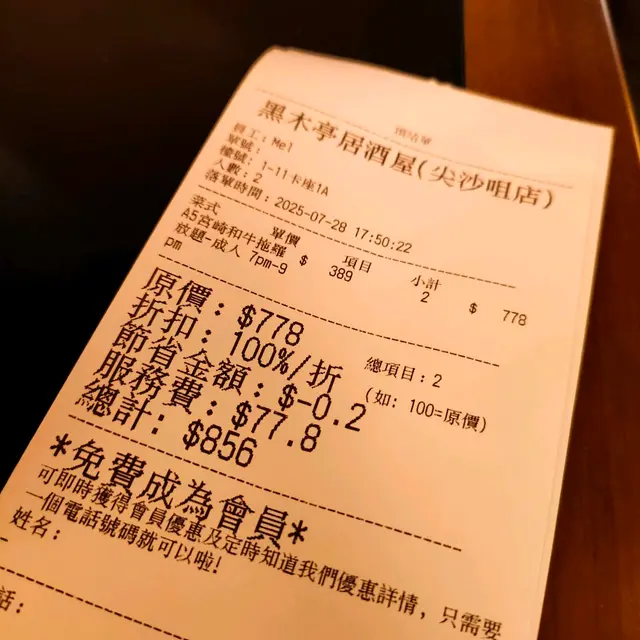 預結單
黑木亭居酒屋(尖沙咀店)
員工: Mel
單號:
檯號: 1-11卡座1A
人數: 2
落單時間: 2025-07-28 17:50:22
菜式 單價 項目 小計
A5宮崎和牛拖羅 $ 389 2 $ 778
放題-成人 7pm-9
pm
總項目: 2
原價: $778
折扣: 100%/折 (如: 100=原價)
節省金額: $-0.2
服務費: $77.8
總計: $856
*免費成為會員*
可即時獲得會員優惠及定時知道我們優惠詳情, 只需要
一個電話號碼就可以啦!
姓名:
話: